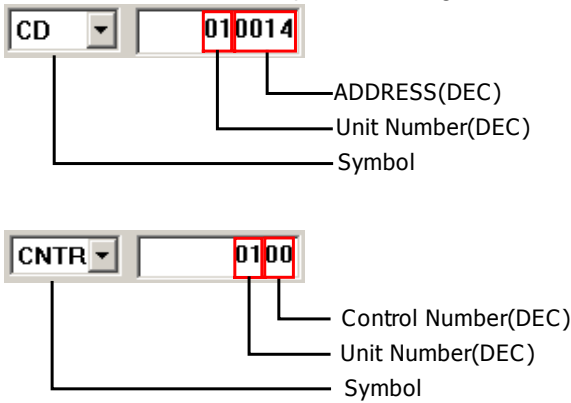 CD 010014
ADDRESS(DEC)
Unit Number(DEC)
Symbol
CNTR 0100
Control Number(DEC)
Unit Number(DEC)
Symbol